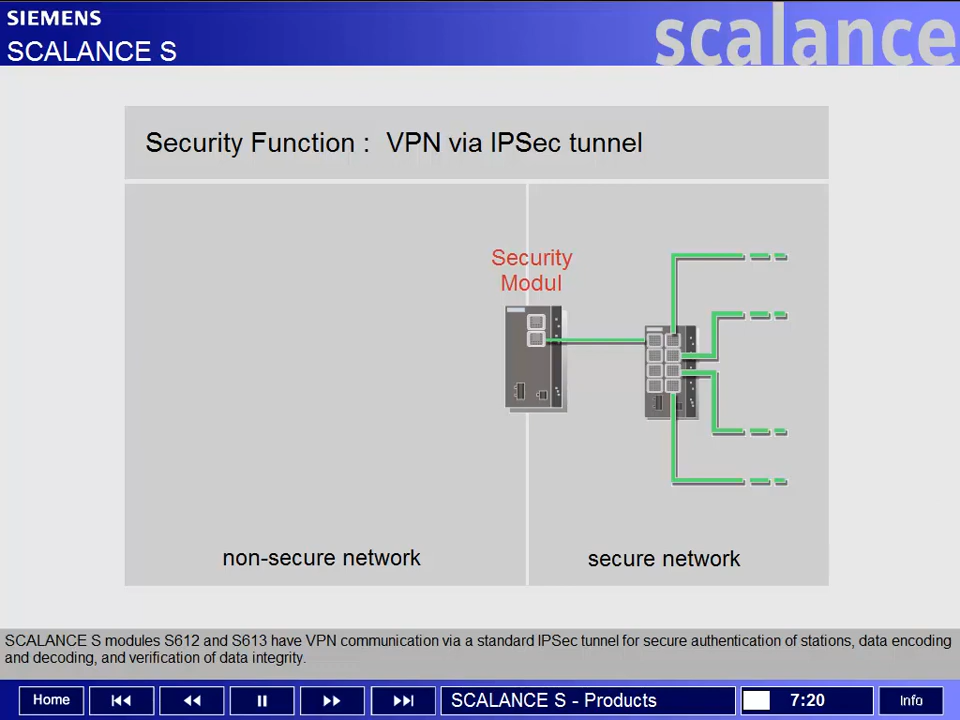 SIEMENS
SCALANCE S
scalance
Security Function : VPN via IPSec tunnel
Security
Modul
non-secure network
secure network
SCALANCE S modules S612 and S613 have VPN communication via a standard IPSec tunnel for secure authentication of stations, data encoding
and decoding, and verification of data integrity.
Home
SCALANCE S - Products
7:20
Info